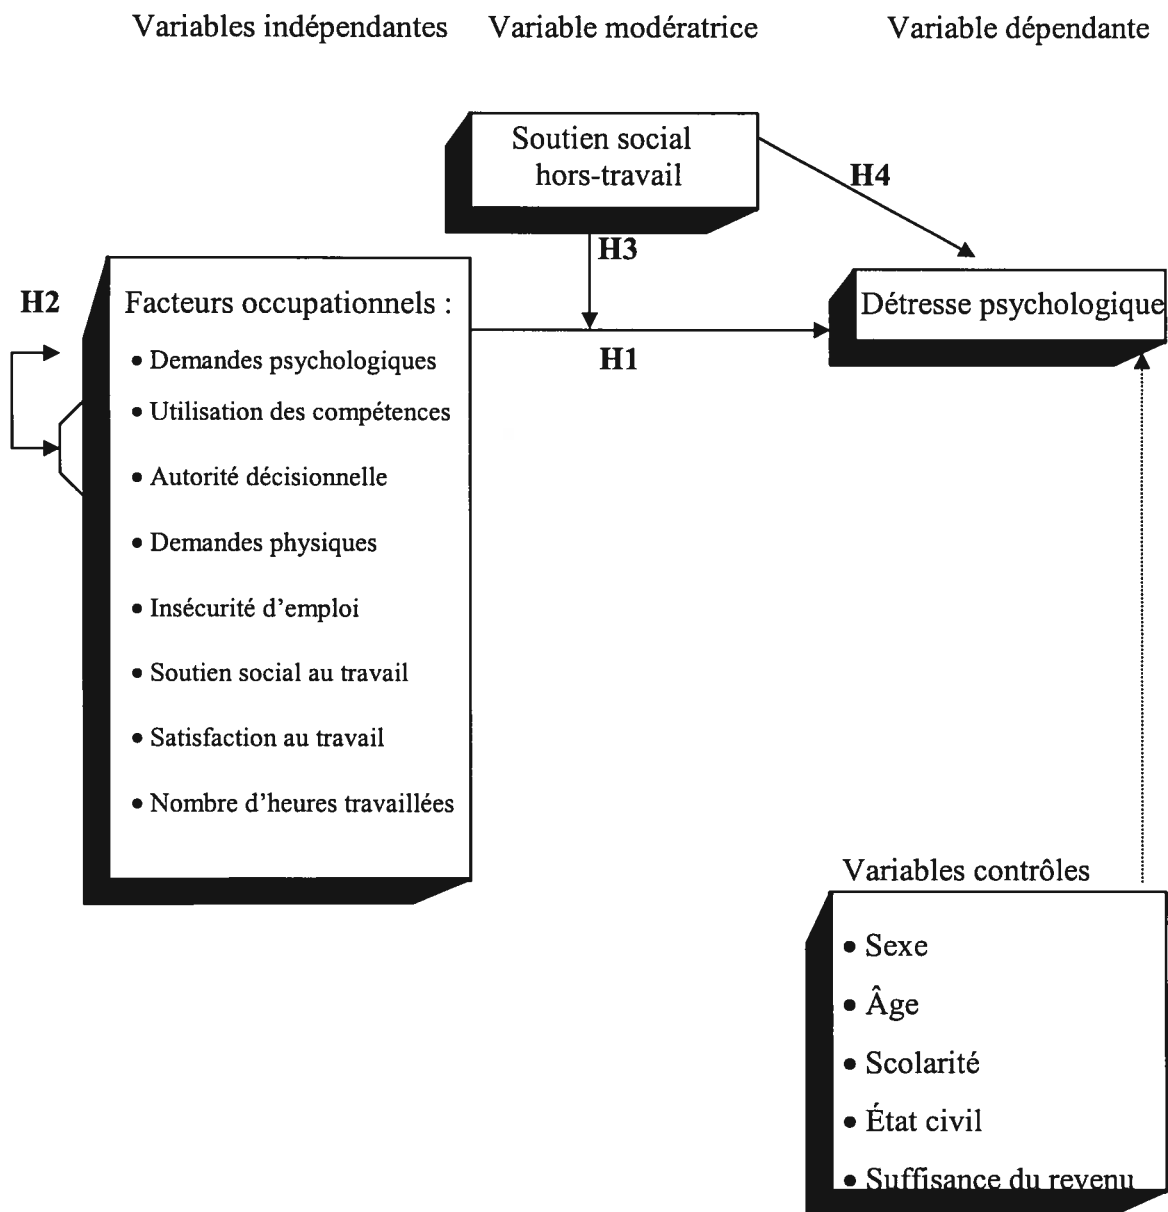 Variables indépendantes
Variable modératrice
Variable dépendante
Soutien social
hors-travail
H4
H3
H2
Facteurs occupationnels :
• Demandes psychologiques
• Utilisation des compétences
• Autorité décisionnelle
• Demandes physiques
• Insécurité d'emploi
• Soutien social au travail
• Satisfaction au travail
• Nombre d'heures travaillées
H1
Détresse psychologique
Variables contrôles
• Sexe
• Âge
• Scolarité
• État civil
• Suffisance du revenu